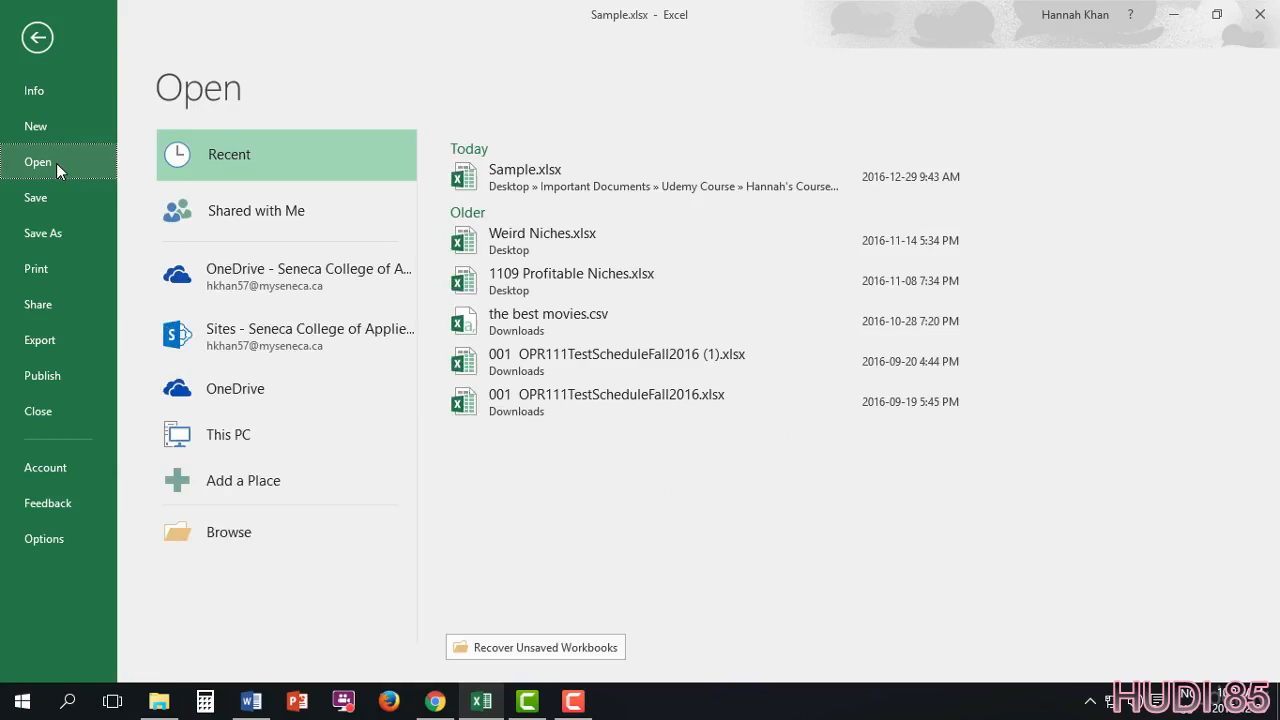 Sample.xlsx - Excel
Hannah Khan
?
Info
New
Open
Save
Save As
Print
Share
Export
Publish
Close
Account
Feedback
Options
Open
Recent
Shared with Me
OneDrive - Seneca College of A...
hkhan57@myseneca.ca
Sites - Seneca College of Applie...
hkhan57@myseneca.ca
OneDrive
This PC
Add a Place
Browse
Today
Sample.xlsx 2016-12-29 9:43 AM
Desktop » Important Documents » Udemy Course » Hannah's Course...
Older
Weird Niches.xlsx 2016-11-14 5:34 PM
Desktop
1109 Profitable Niches.xlsx 2016-11-08 7:34 PM
Desktop
the best movies.csv 2016-10-28 7:20 PM
Downloads
001 OPR111TestScheduleFall2016 (1).xlsx 2016-09-20 4:44 PM
Downloads
001 OPR111TestScheduleFall2016.xlsx 2016-09-19 5:45 PM
Downloads
Recover Unsaved Workbooks
HUDI 85